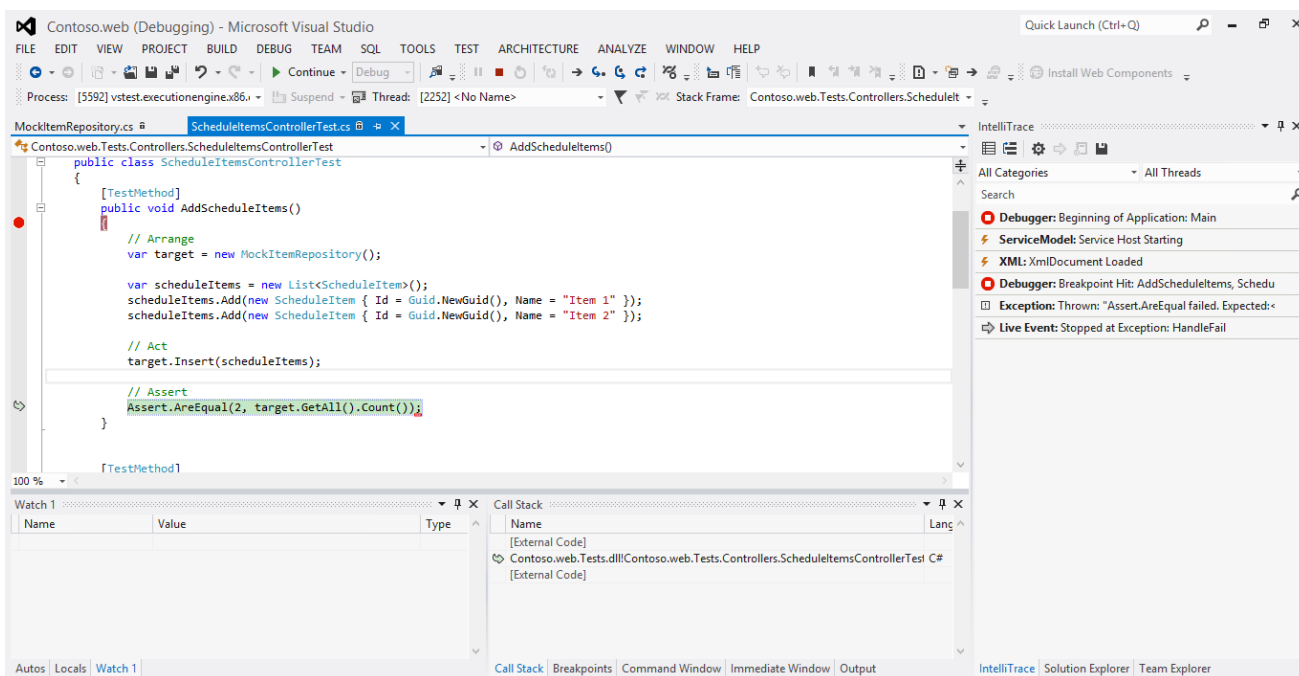 Contoso.web (Debugging) - Microsoft Visual Studio
Quick Launch (Ctrl+Q)
FILE EDIT VIEW PROJECT BUILD DEBUG TEAM SQL TOOLS TEST ARCHITECTURE ANALYZE WINDOW HELP
Continue Debug Install Web Components
Process: [5592] vstest.executionengine.x86. Suspend Thread: [2252] <No Name> Stack Frame: Contoso.web.Tests.Controllers.ScheduleIt
MockItemRepository.cs ScheduleItemsControllerTest.cs
Contoso.web.Tests.Controllers.ScheduleItemsControllerTest AddScheduleItems()
public class ScheduleItemsControllerTest
{
[TestMethod]
public void AddScheduleItems()
{
// Arrange
var target = new MockItemRepository();
var scheduleItems = new List<ScheduleItem>();
scheduleItems.Add(new ScheduleItem { Id = Guid.NewGuid(), Name = "Item 1" });
scheduleItems.Add(new ScheduleItem { Id = Guid.NewGuid(), Name = "Item 2" });
// Act
target.Insert(scheduleItems);
// Assert
Assert.AreEqual(2, target.GetAll().Count());
}
[TestMethod]
100 %
Watch 1
Name Value Type
Autos Locals Watch 1
Call Stack
Name Lang
[External Code]
Contoso.web.Tests.dll!Contoso.web.Tests.Controllers.ScheduleItemsControllerTest C#
[External Code]
Call Stack Breakpoints Command Window Immediate Window Output
IntelliTrace
All Categories All Threads
Search
Debugger: Beginning of Application: Main
ServiceModel: Service Host Starting
XML: XmlDocument Loaded
Debugger: Breakpoint Hit: AddScheduleItems, Schedu
Exception: Thrown: "Assert.AreEqual failed. Expected:<
Live Event: Stopped at Exception: HandleFail
IntelliTrace Solution Explorer Team Explorer